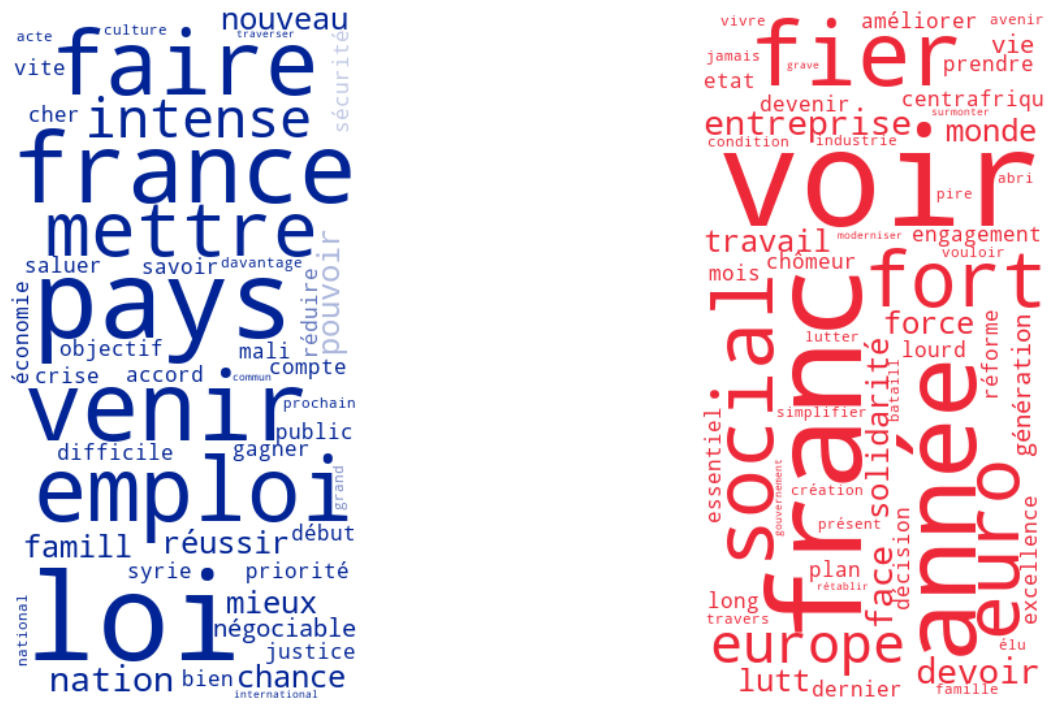 nouveau
acte
culture
traverser
faire
vite
sécurité
cher
intense
france
mettre
saluer
savoir
davantage
pouvoir
réduire
économie
pays
objectif
mali
crise
accord
commun
compte
venir
prochain
public
difficile
gagner
emploi
grand
famill
réussir
début
syrie
priorité
national
loi
mieux
négociable
justice
nation
bien
chance
international
vivre
améliorer
avenir
jamais
fier
vie
grave
prendre
etat
devenir
centrafriqu
surmonter
entreprise
monde
condition
industrie
voir
abri
pire
travail
moderniser
engagement
vouloir
mois
chômeur
fort
social
franc
force
lutter
lourd
réforme
génération
solidarité
bataill
année
simplifier
essentiel
gouvernement
création
euro
présent
décision
excellence
face
plan
rétablir
long
travers
europe
élu
devoir
lutt
dernier
famille